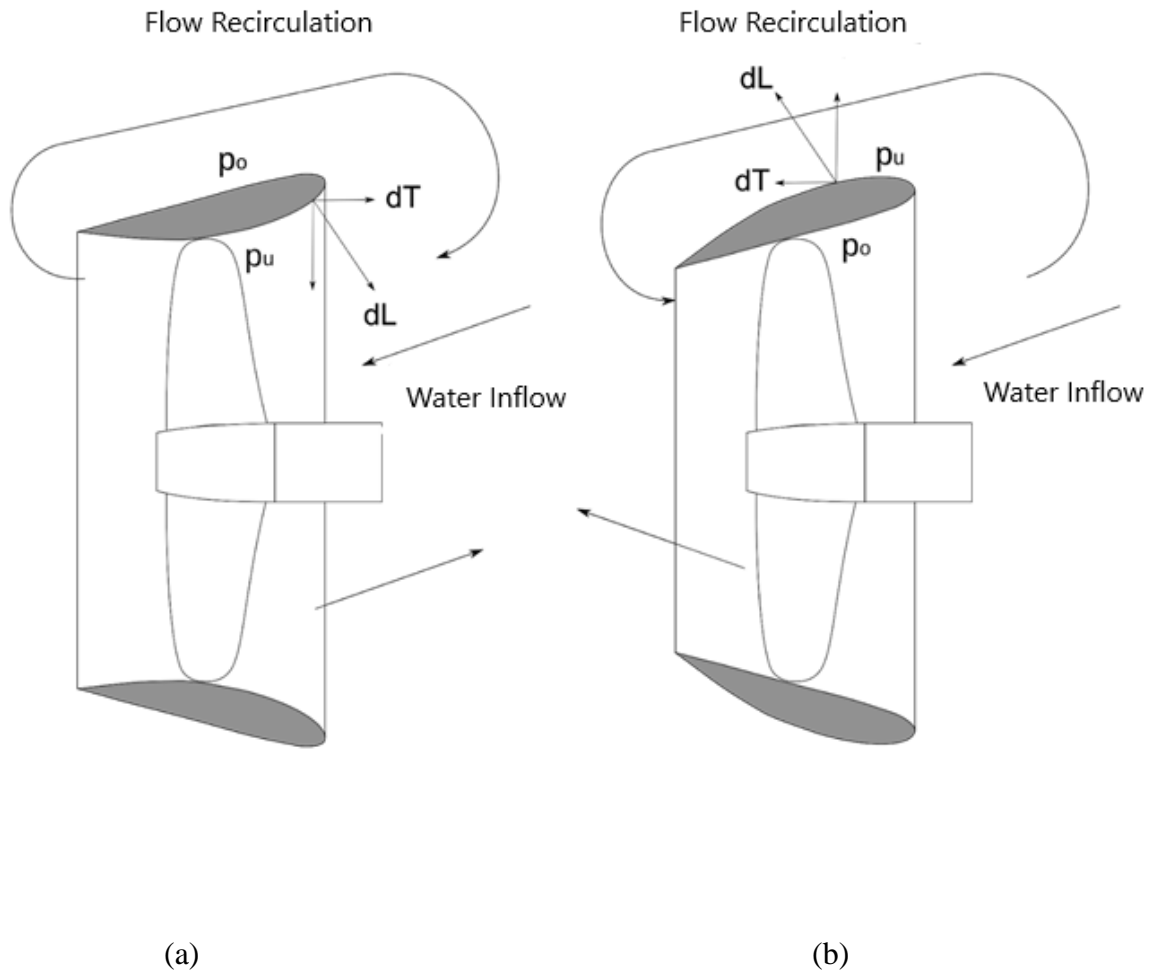 Flow Recirculation
Flow Recirculation
dL
po
pu
dT
dT
pu
po
dL
Water Inflow
Water Inflow
(a)
(b)